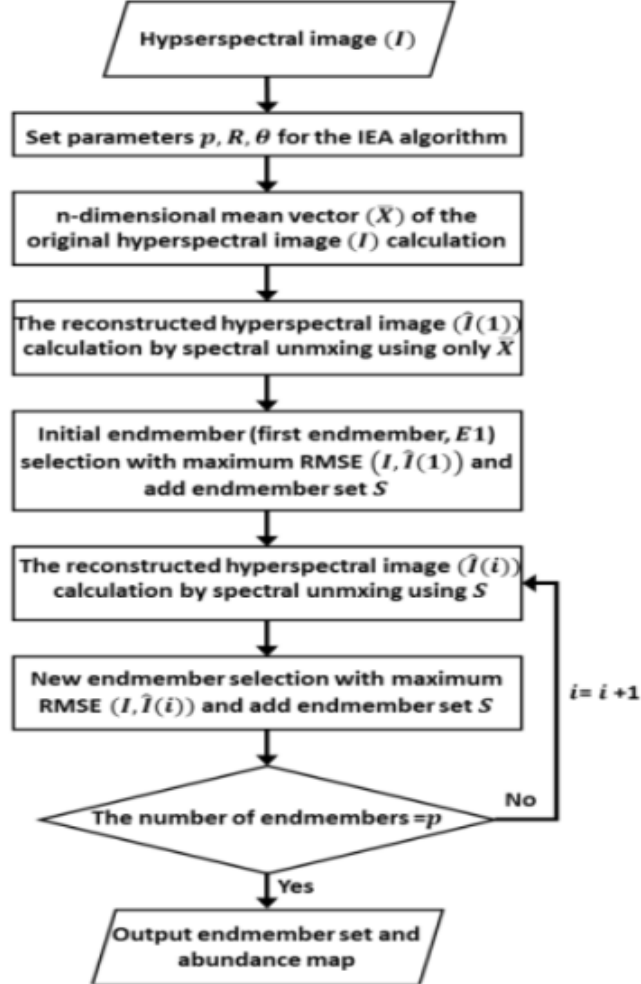 Hypserspectral image (I)
Set parameters p, R, θ for the IEA algorithm
n-dimensional mean vector (X̅) of the
original hyperspectral image (I) calculation
The reconstructed hyperspectral image (Î(1))
calculation by spectral unmxing using only X̅
Initial endmember (first endmember, E1)
selection with maximum RMSE (I, Î(1)) and
add endmember set S
The reconstructed hyperspectral image (Î(i))
calculation by spectral unmxing using S
New endmember selection with maximum
RMSE (I, Î(i)) and add endmember set S
i= i +1
The number of endmembers =p
No
Yes
Output endmember set and
abundance map